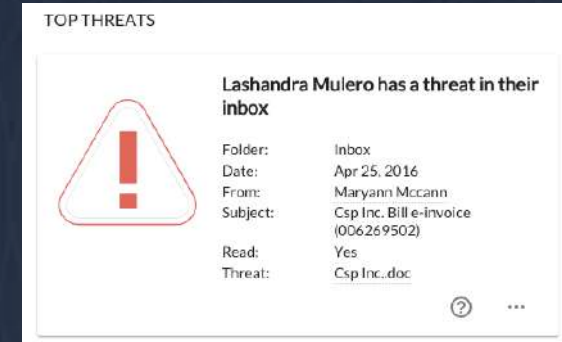 TOP THREATS
Lashandra Mulero has a threat in their
inbox
Folder: Inbox
Date: Apr 25, 2016
From: Maryann Mccann
Subject: Csp Inc. Bill e-invoice
(006269502)
Read: Yes
Threat: Csp Inc..doc